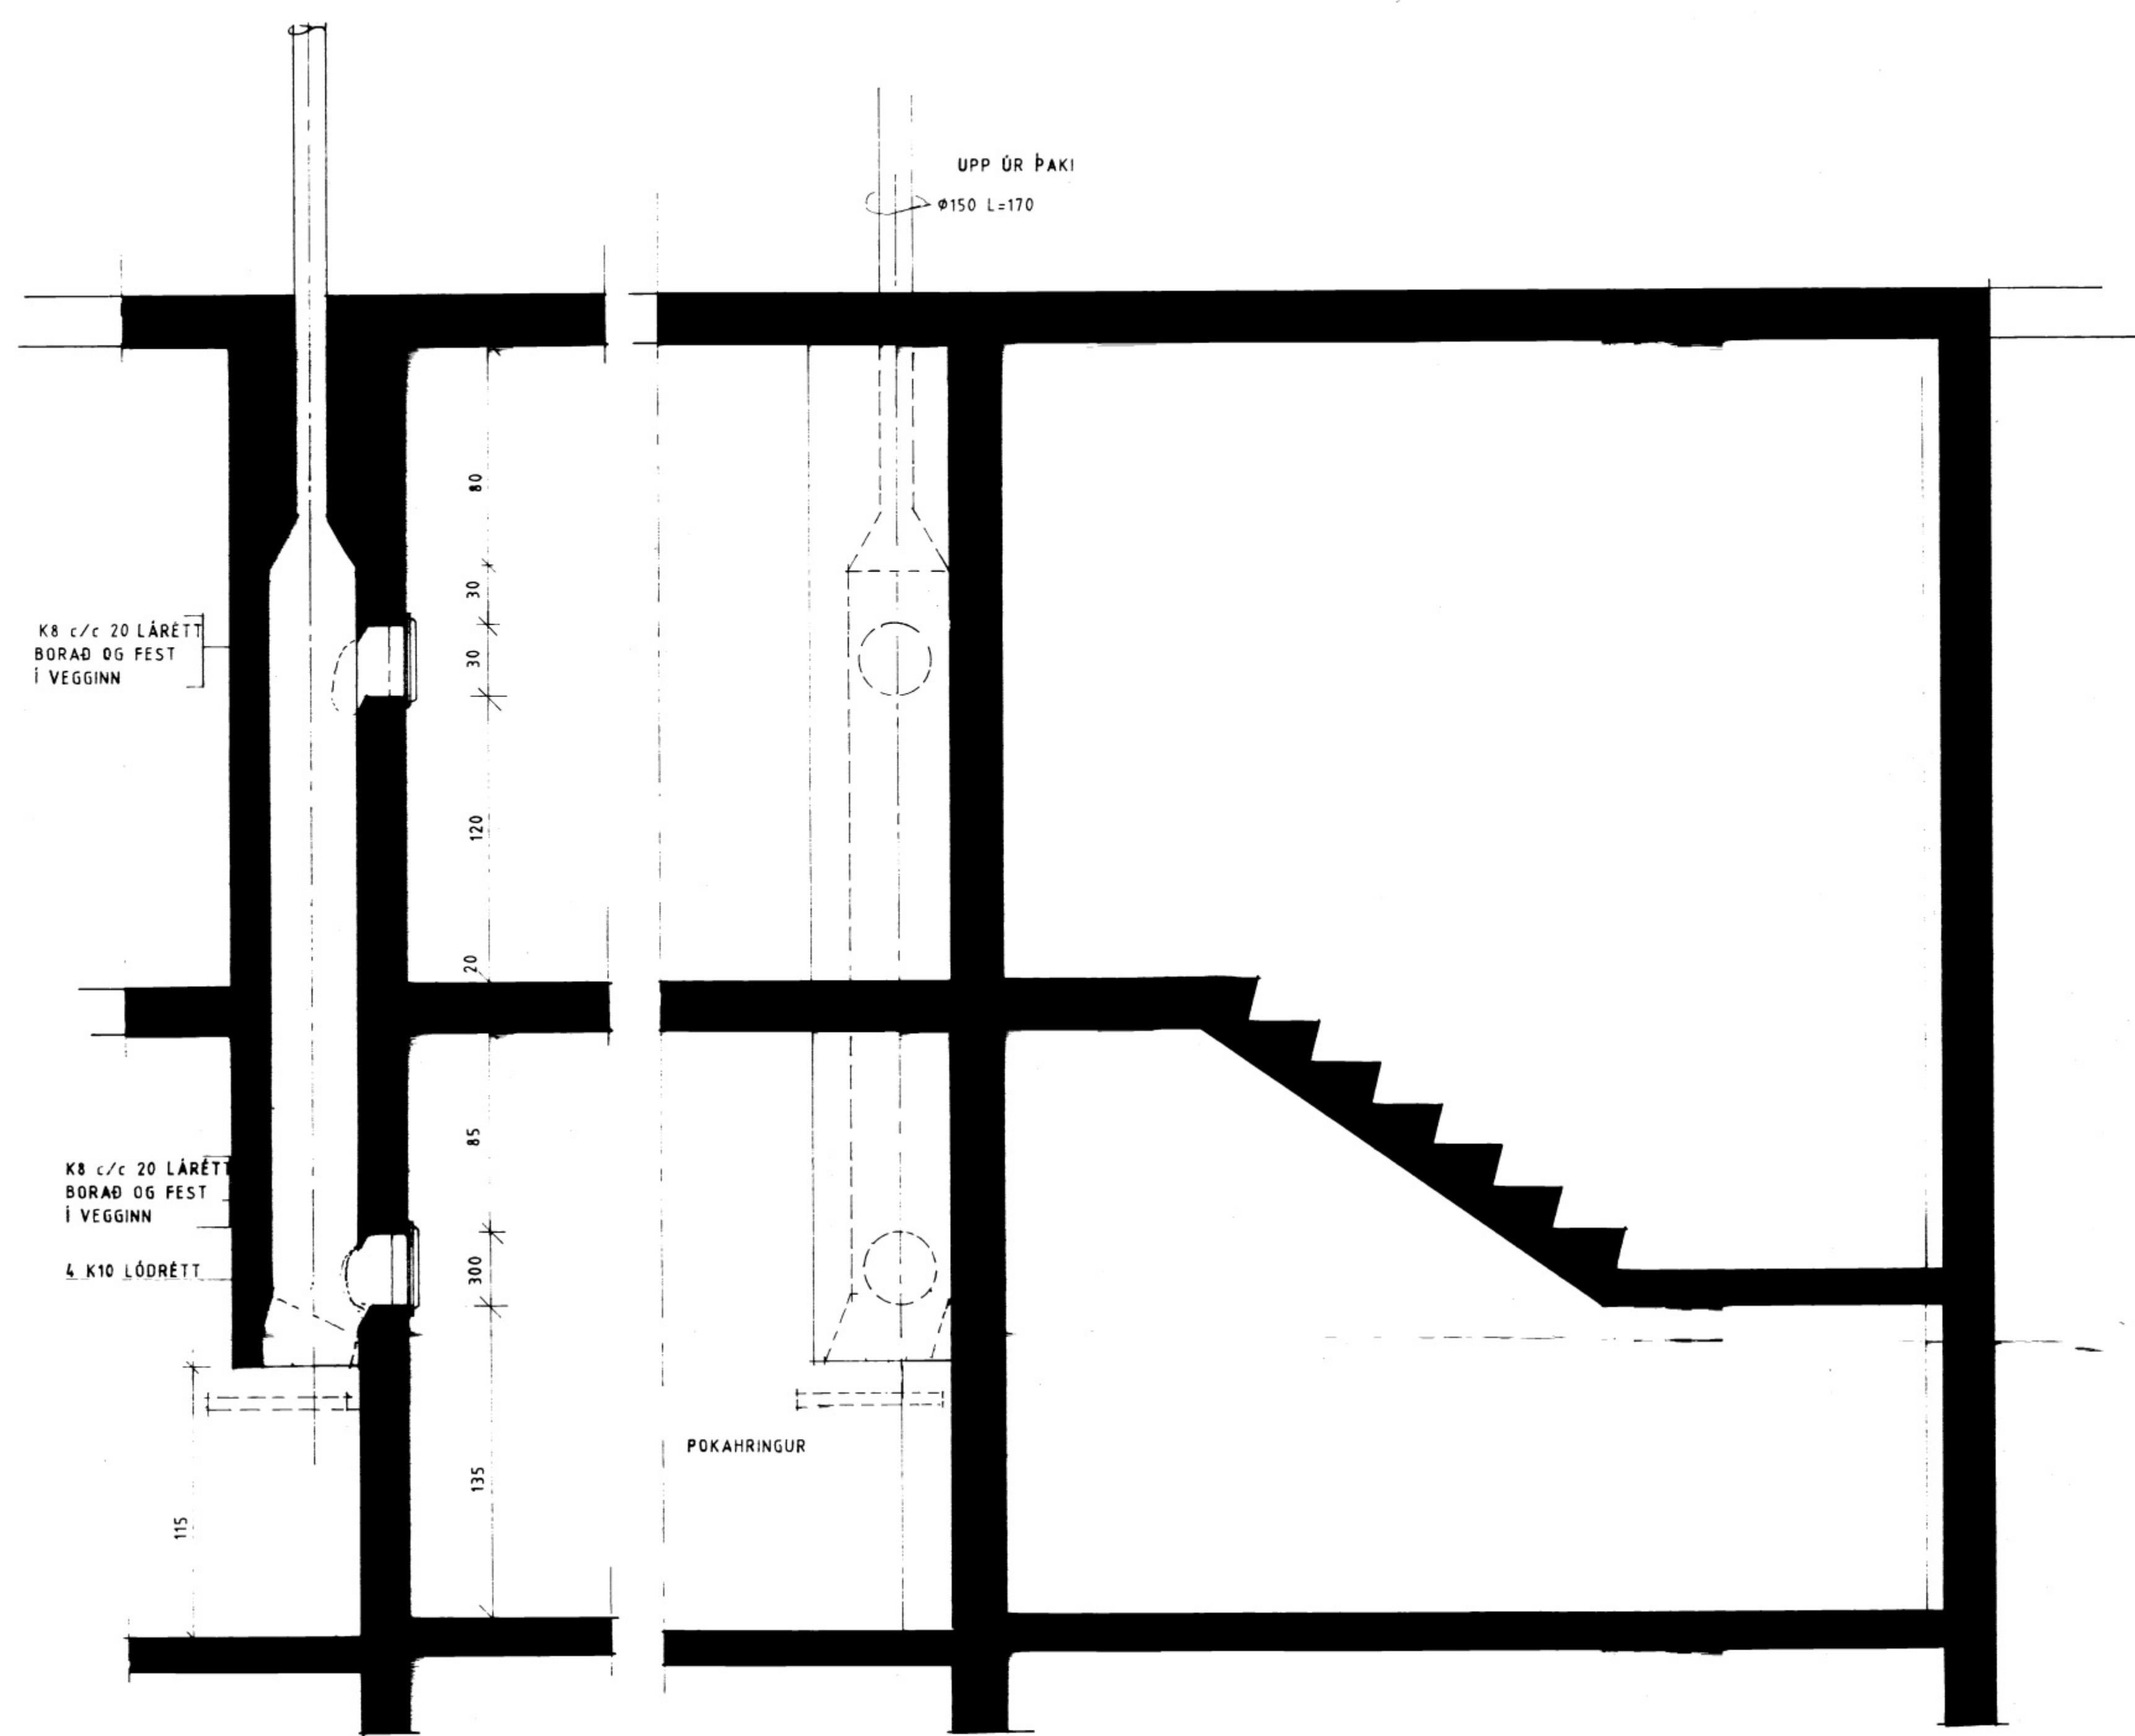 UPP ÚR ÞAKI
Ø150 L=170
80
30
K8 c/c 20 LÁRÉTT
BORAÐ OG FEST
Í VEGGINN
30
120
20
85
K8 c/c 20 LÁRÉTT
BORAÐ OG FEST
Í VEGGINN
4 K10 LÓÐRÉTT
300
POKAHRINGUR
135
115